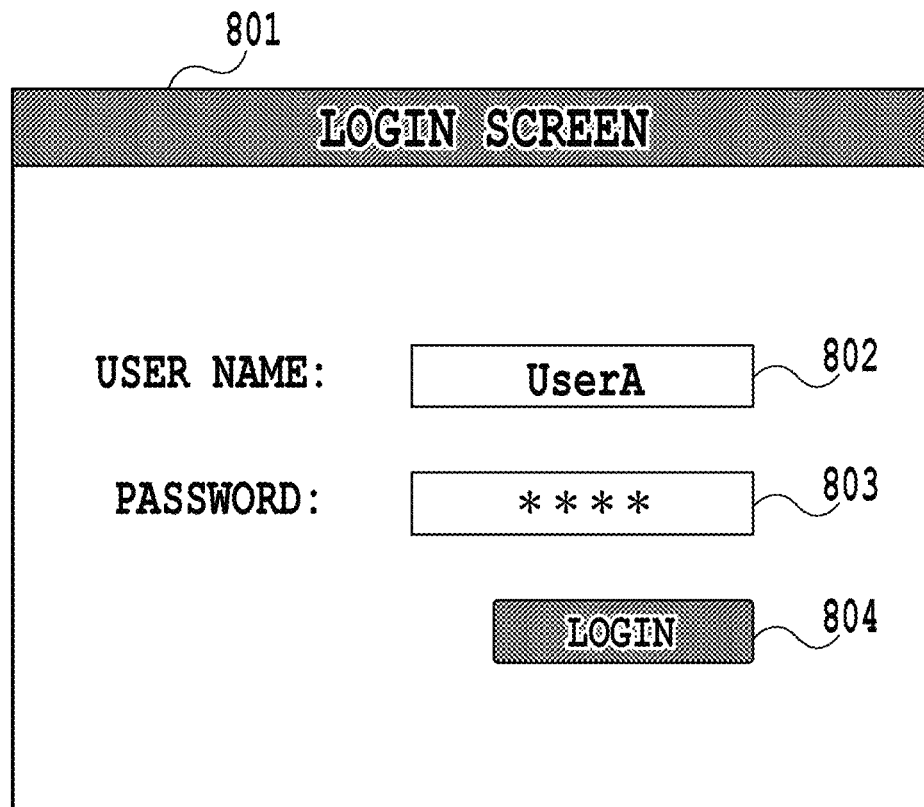 801
LOGIN SCREEN
USER NAME: UserA 802
PASSWORD: **** 803
LOGIN 804